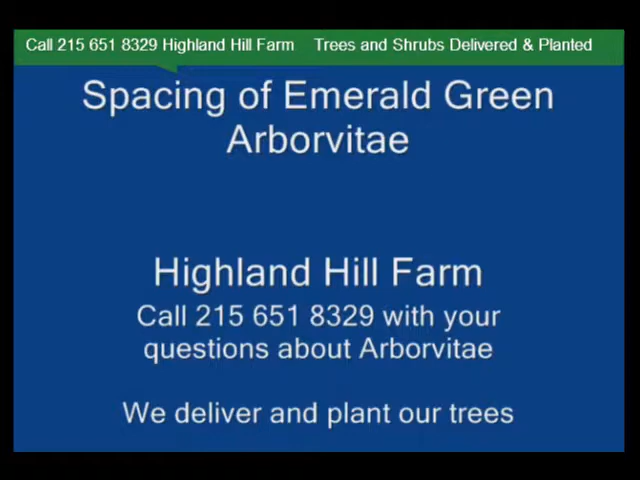 Call 215 651 8329 Highland Hill Farm Trees and Shrubs Delivered & Planted
Spacing of Emerald Green
Arborvitae
Highland Hill Farm
Call 215 651 8329 with your
questions about Arborvitae
We deliver and plant our trees